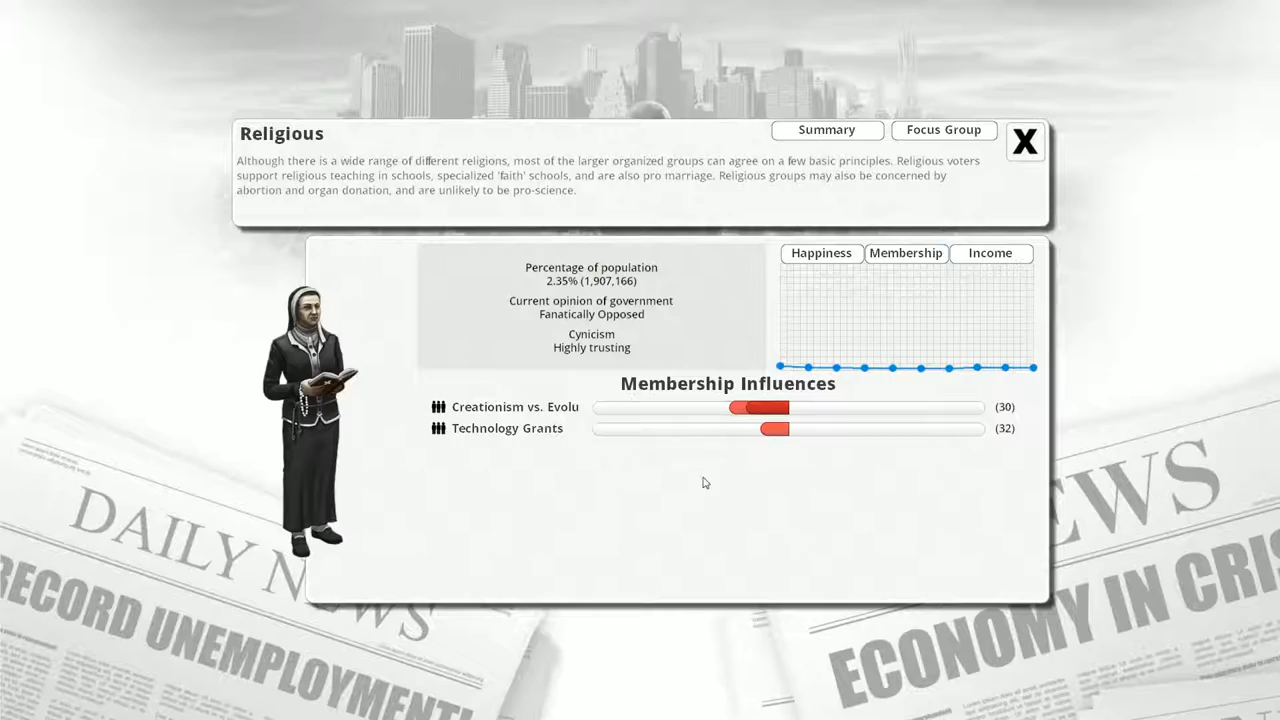 Religious
Summary
Focus Group
X
Although there is a wide range of different religions, most of the larger organized groups can agree on a few basic principles. Religious voters
support religious teaching in schools, specialized 'faith' schools, and are also pro marriage. Religious groups may also be concerned by
abortion and organ donation, and are unlikely to be pro-science.
Percentage of population
2.35% (1,907,166)
Current opinion of government
Fanatically Opposed
Cynicism
Highly trusting
Happiness
Membership
Income
Membership Influences
Creationism vs. Evolu
(30)
Technology Grants
(32)
DAILY NEWS
RECORD UNEMPLOYMENT!
EWS
ECONOMY IN CRIS